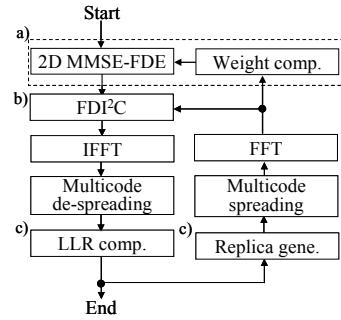 Start
a)
2D MMSE-FDE
Weight comp.
b)
FDI²C
IFFT
FFT
Multicode
de-spreading
Multicode
spreading
c)
LLR comp.
c)
Replica gene.
End